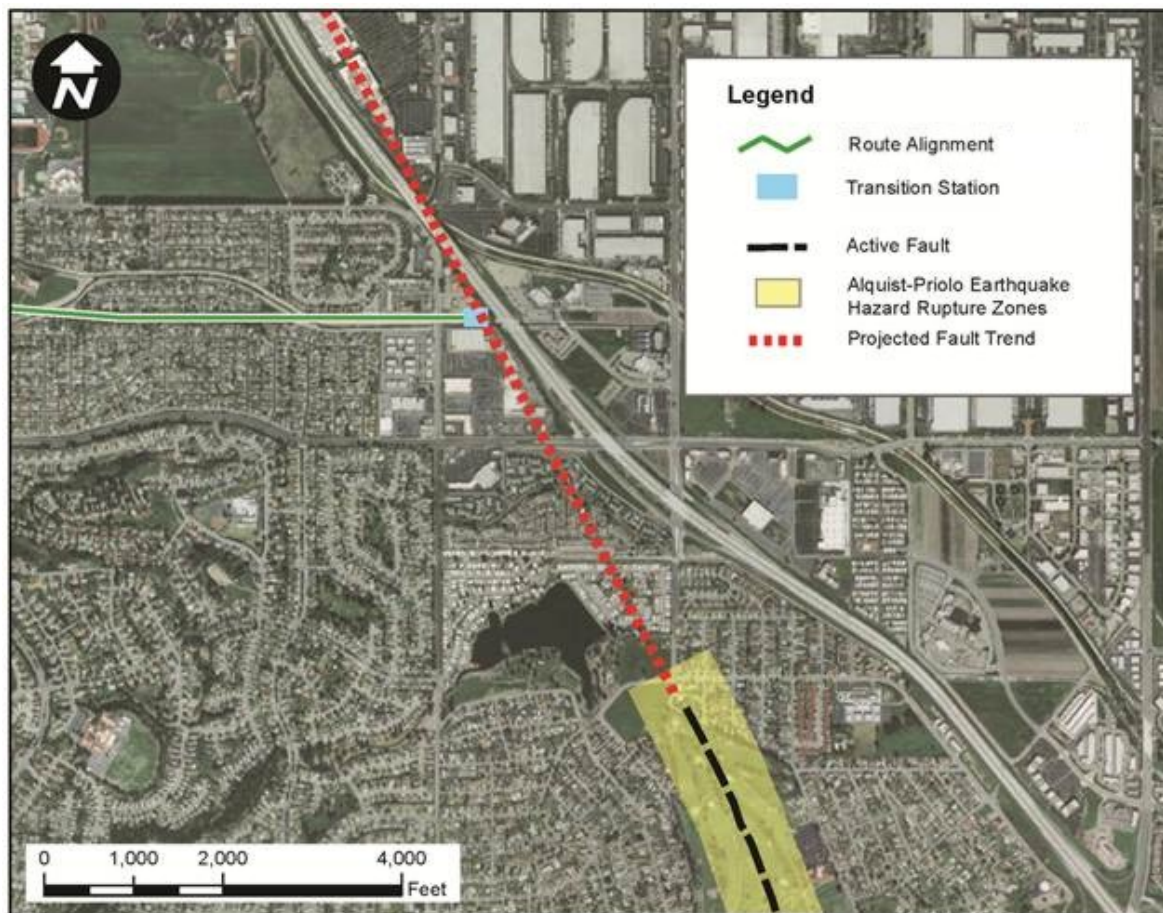 N
Legend
Route Alignment
Transition Station
Active Fault
Alquist-Priolo Earthquake
Hazard Rupture Zones
Projected Fault Trend
0 1,000 2,000 4,000
Feet